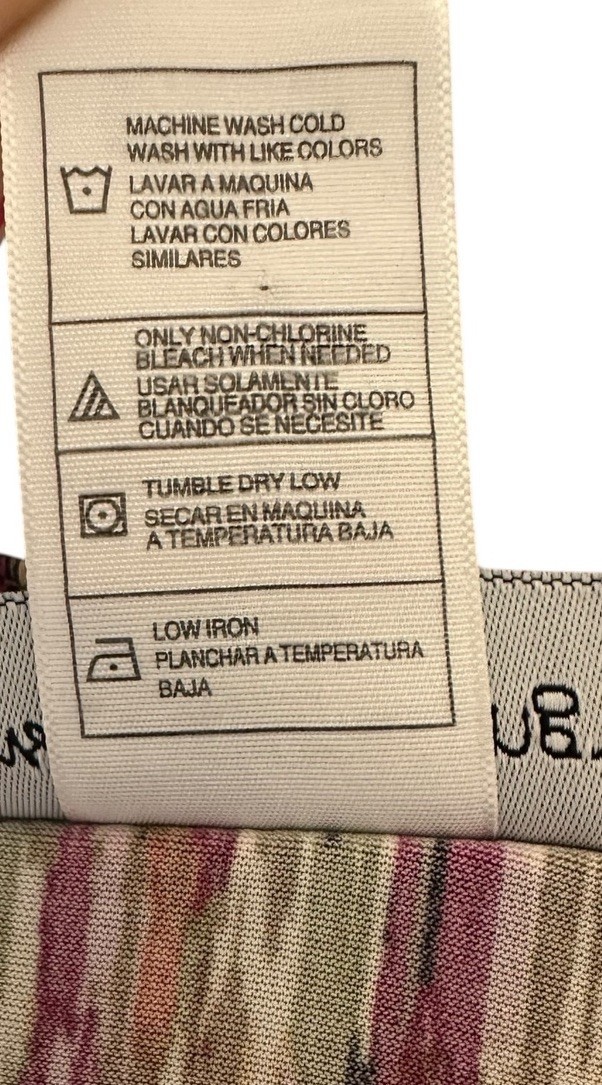 MACHINE WASH COLD
WASH WITH LIKE COLORS
LAVAR A MAQUINA
CON AQUA FRIA
LAVAR CON COLORES
SIMILARES
ONLY NON-CHLORINE
BLEACH WHEN NEEDED
USAR SOLAMENTE
BLANQUEADOR SIN CLORO
CUANDO SE NECESITE
TUMBLE DRY LOW
SECAR EN MAQUINA
A TEMPERATURA BAJA
LOW IRON
PLANCHAR A TEMPERATURA
BAJA